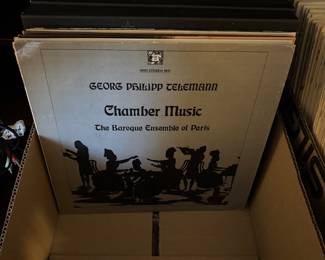 GEORG PHILIPP TELEMANN
Chamber Music
The Baroque Ensemble of Paris